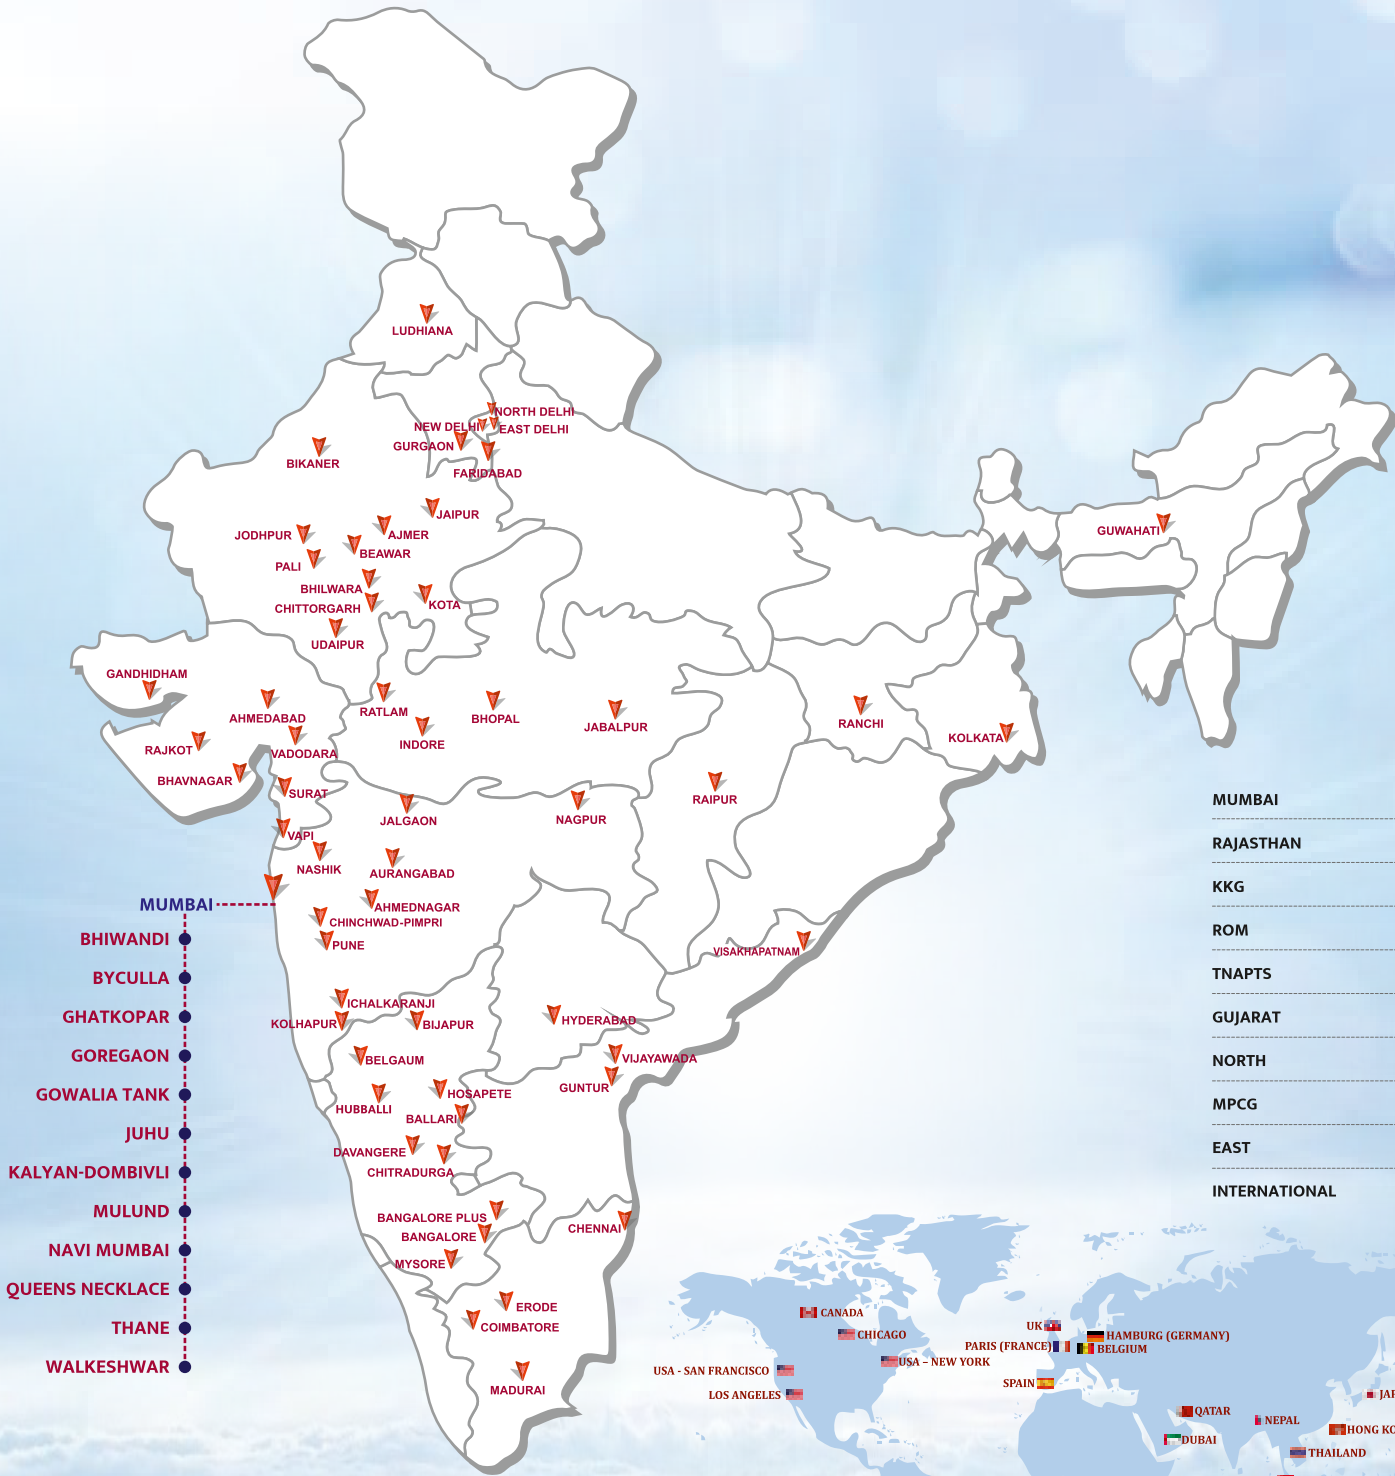 LUDHIANA
NORTH DELHI
NEW DELHI
EAST DELHI
GURGAON
FARIDABAD
BIKANER
JAIPUR
JODHPUR
AJMER
BEAWAR
PALI
BHILWARA
CHITTORGARH
KOTA
UDAIPUR
GUWAHATI
GANDHIDHAM
AHMEDABAD
RATLAM
BHOPAL
JABALPUR
RANCHI
KOLKATA
RAJKOT
VADODARA
INDORE
BHAVNAGAR
SURAT
JALGAON
NAGPUR
RAIPUR
VAPI
NASHIK
AURANGABAD
AHMEDNAGAR
CHINCHWAD-PIMPRI
PUNE
VISAKHAPATNAM
ICHALKARANJI
KOLHAPUR
BIJAPUR
HYDERABAD
BELGAUM
VIJAYAWADA
GUNTUR
HOSAPETE
HUBBALLI
BALLARI
DAVANGERE
CHITRADURGA
BANGALORE PLUS
BANGALORE
CHENNAI
MYSORE
ERODE
COIMBATORE
MADURAI
MUMBAI
BHIWANDI
BYCULLA
GHATKOPAR
GOREGAON
GOWALIA TANK
JUHU
KALYAN-DOMBIVLI
MULUND
NAVI MUMBAI
QUEENS NECKLACE
THANE
WALKESHWAR
MUMBAI
RAJASTHAN
KKG
ROM
TNAPTS
GUJARAT
NORTH
MPCG
EAST
INTERNATIONAL
CANADA
CHICAGO
USA – NEW YORK
USA - SAN FRANCISCO
LOS ANGELES
UK
HAMBURG (GERMANY)
PARIS (FRANCE)
BELGIUM
SPAIN
QATAR
DUBAI
NEPAL
HONG KO
THAILAND